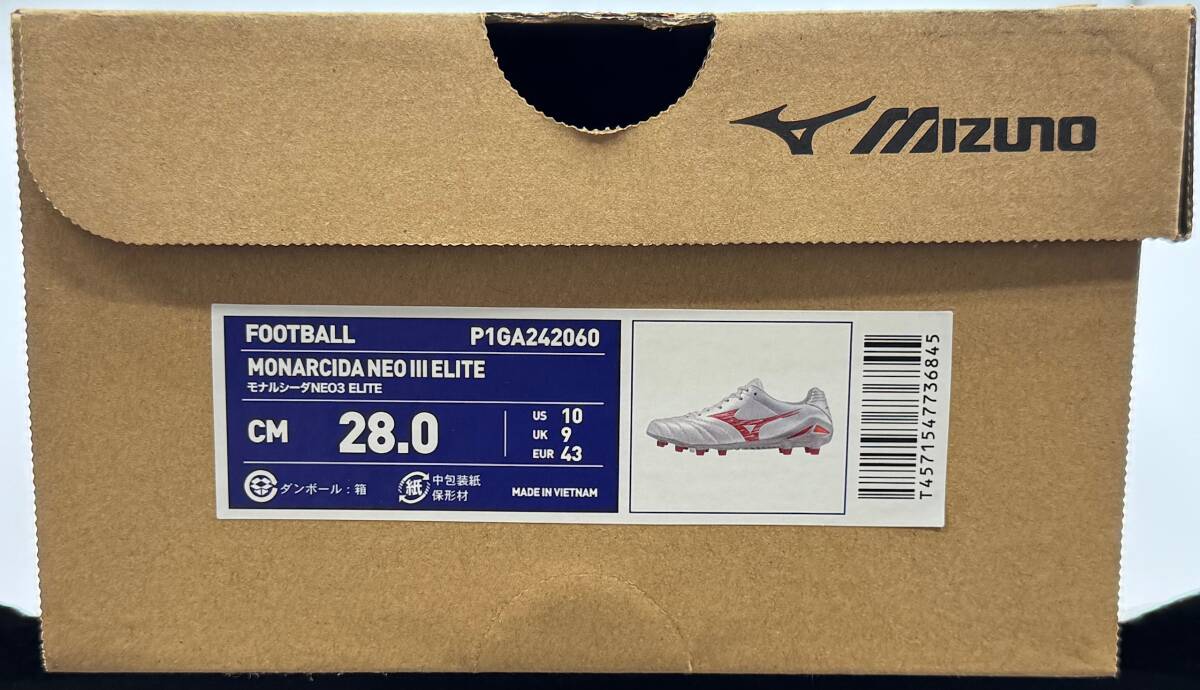 MIZUNO
FOOTBALL P1GA242060
MONARCIDA NEO III ELITE
モナルシーダNEO3 ELITE
CM 28.0
US 10
UK 9
EUR 43
ダンボール：箱
紙 中包装紙
保形材
MADE IN VIETNAM
T4571547736845